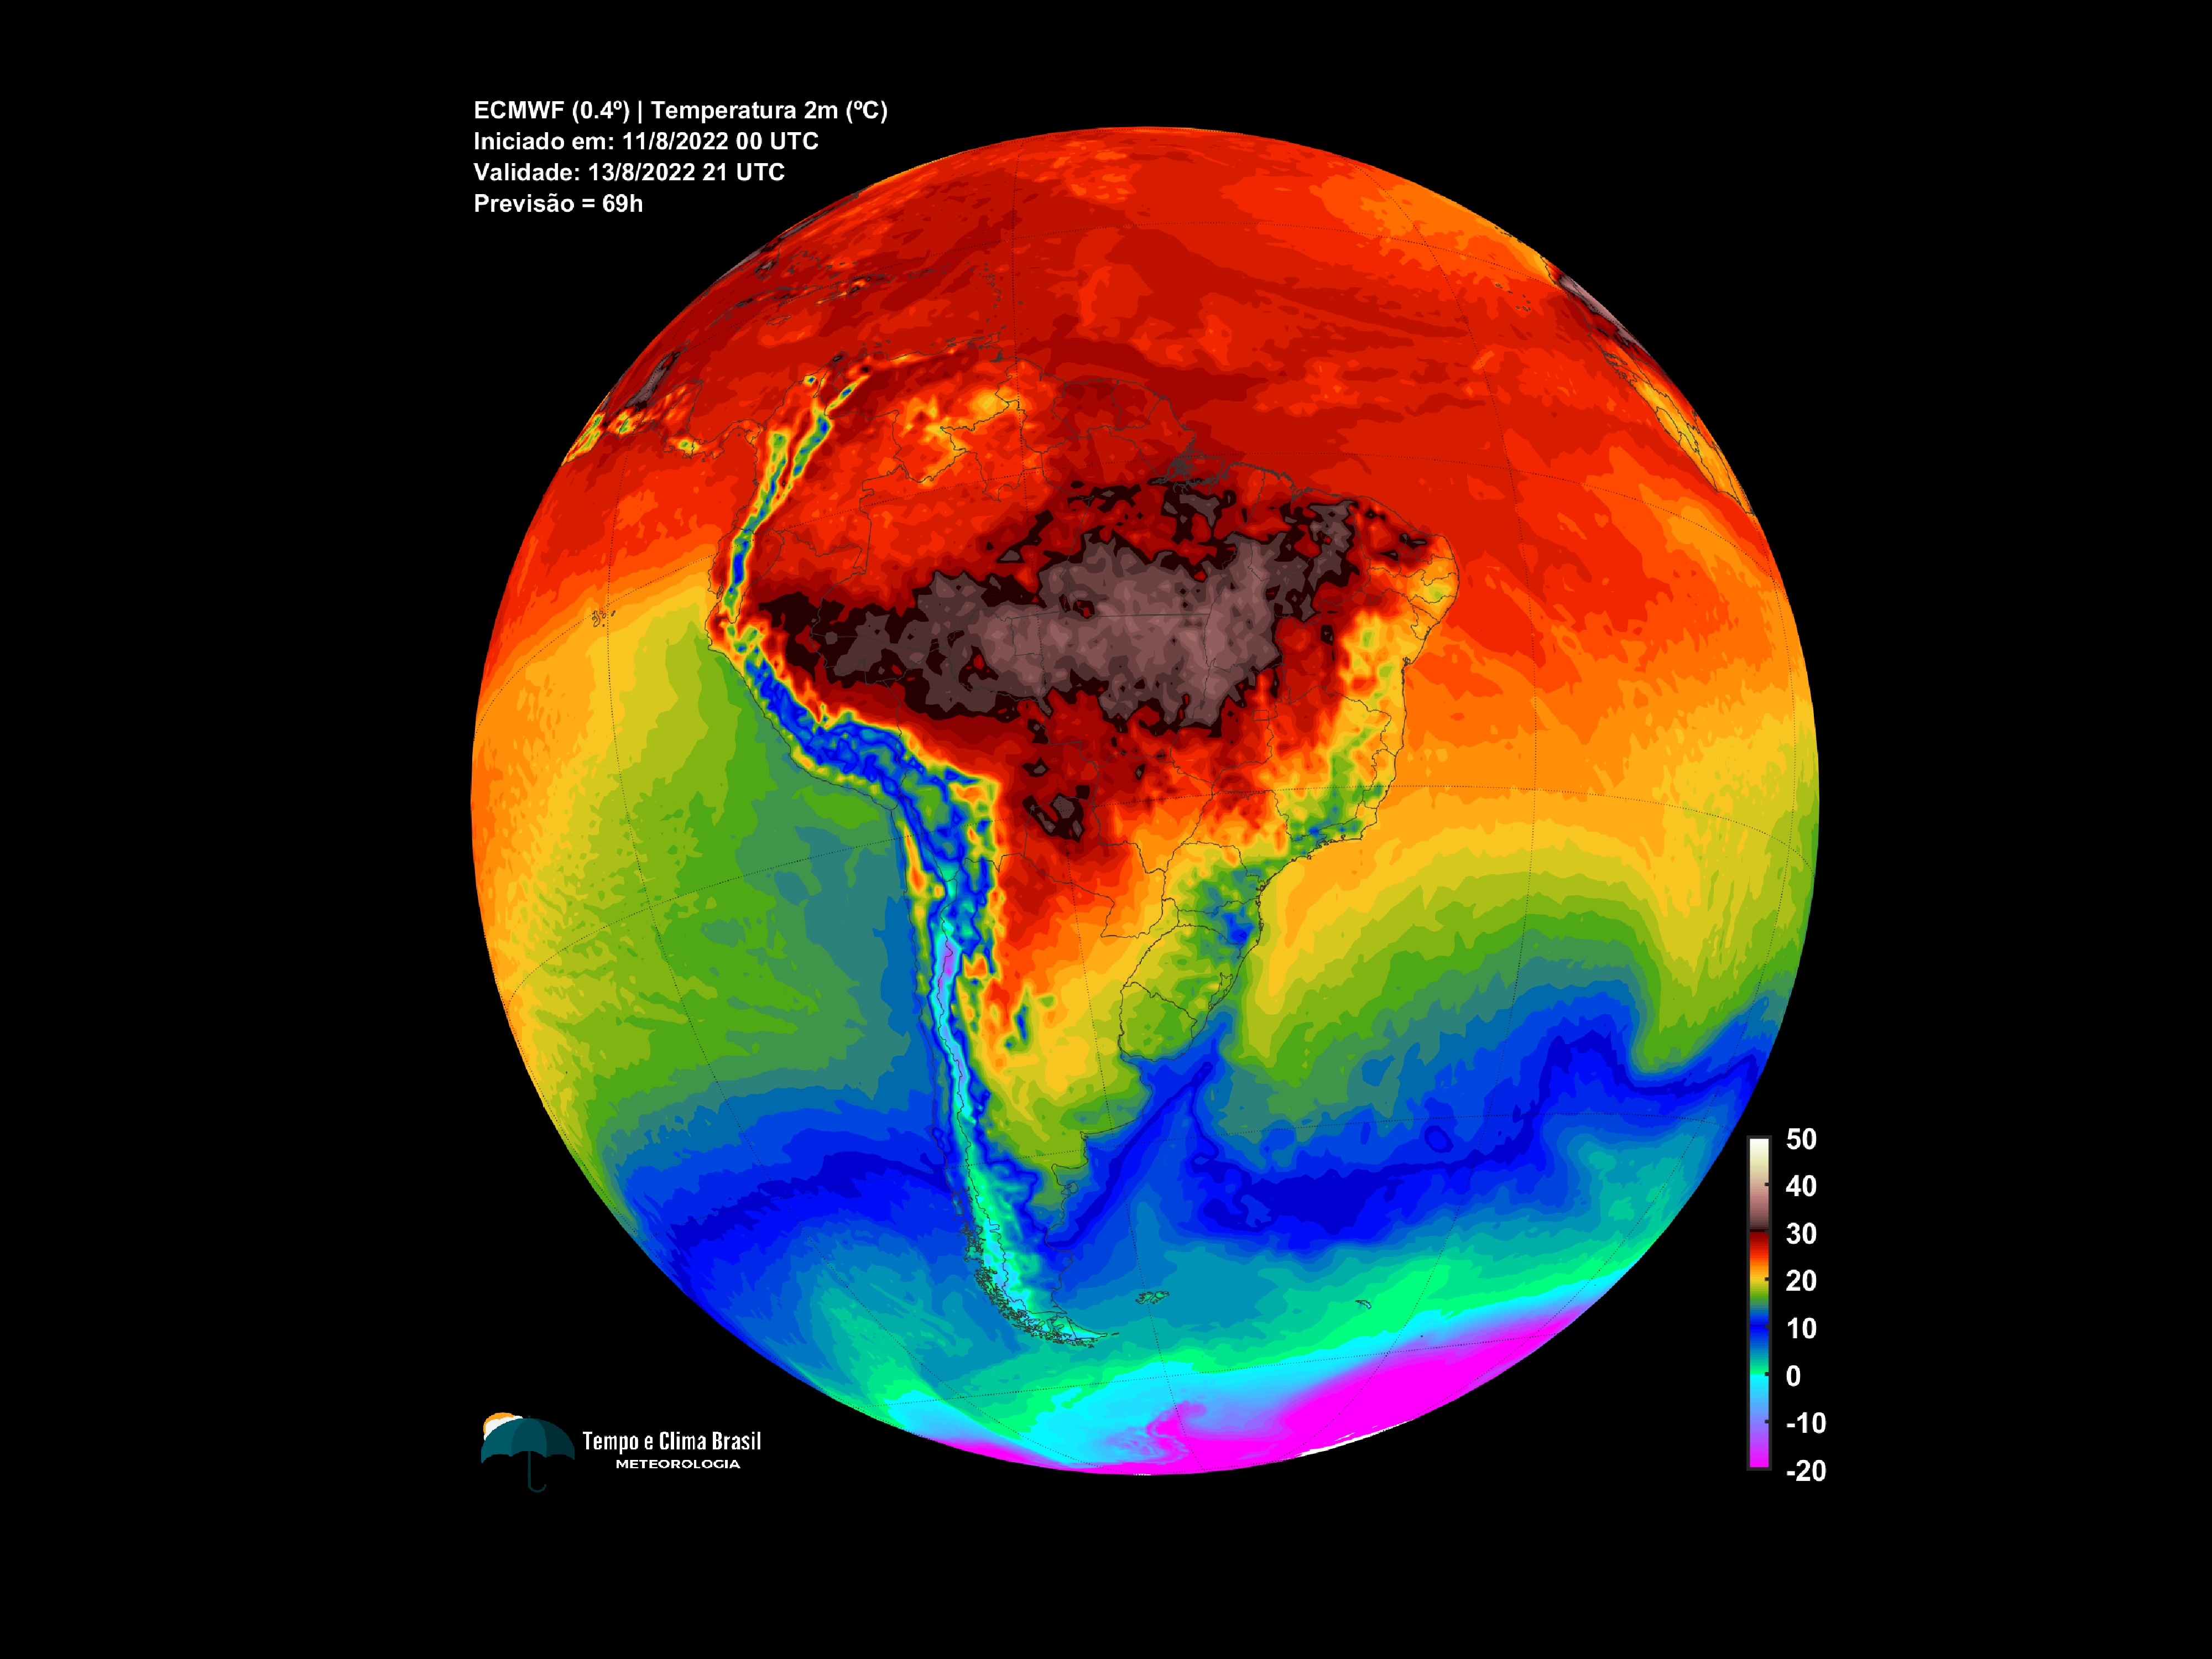 ECMWF (0.4º) | Temperatura 2m (ºC)
Iniciado em: 11/8/2022 00 UTC
Validade: 13/8/2022 21 UTC
Previsão = 69h
50
40
30
20
10
0
-10
-20
Tempo e Clima Brasil
METEOROLOGIA